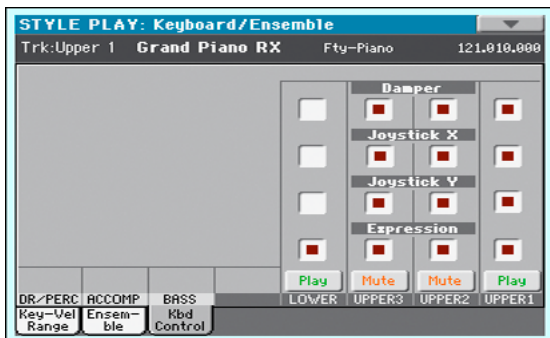 STYLE PLAY: Keyboard/Ensemble
Trk:Upper 1 Grand Piano RX Fty-Piano 121.010.000
Damper
Joystick X
Joystick Y
Expression
Play Mute Mute Play
DR/PERC ACCOMP BASS LOWER UPPER3 UPPER2 UPPER1
Key-Vel Ensem- Kbd
Range ble Control